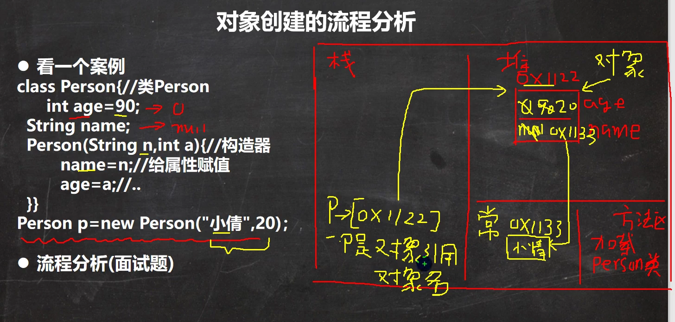 对象创建的流程分析
● 看一个案例
class Person{//类Person
int age=90; → 0
String name; → null
Person(String n,int a){//构造器
name=n;//给属性赋值
age=a;//..
}}
Person p=new Person("小倩",20);
● 流程分析(面试题)
栈
P→[0X1122]
P是对象引用
对象名
堆
0X1122
对象
90 20 age
null 0X1133 name
常
0X1133
小倩
方法区
加载
Person类